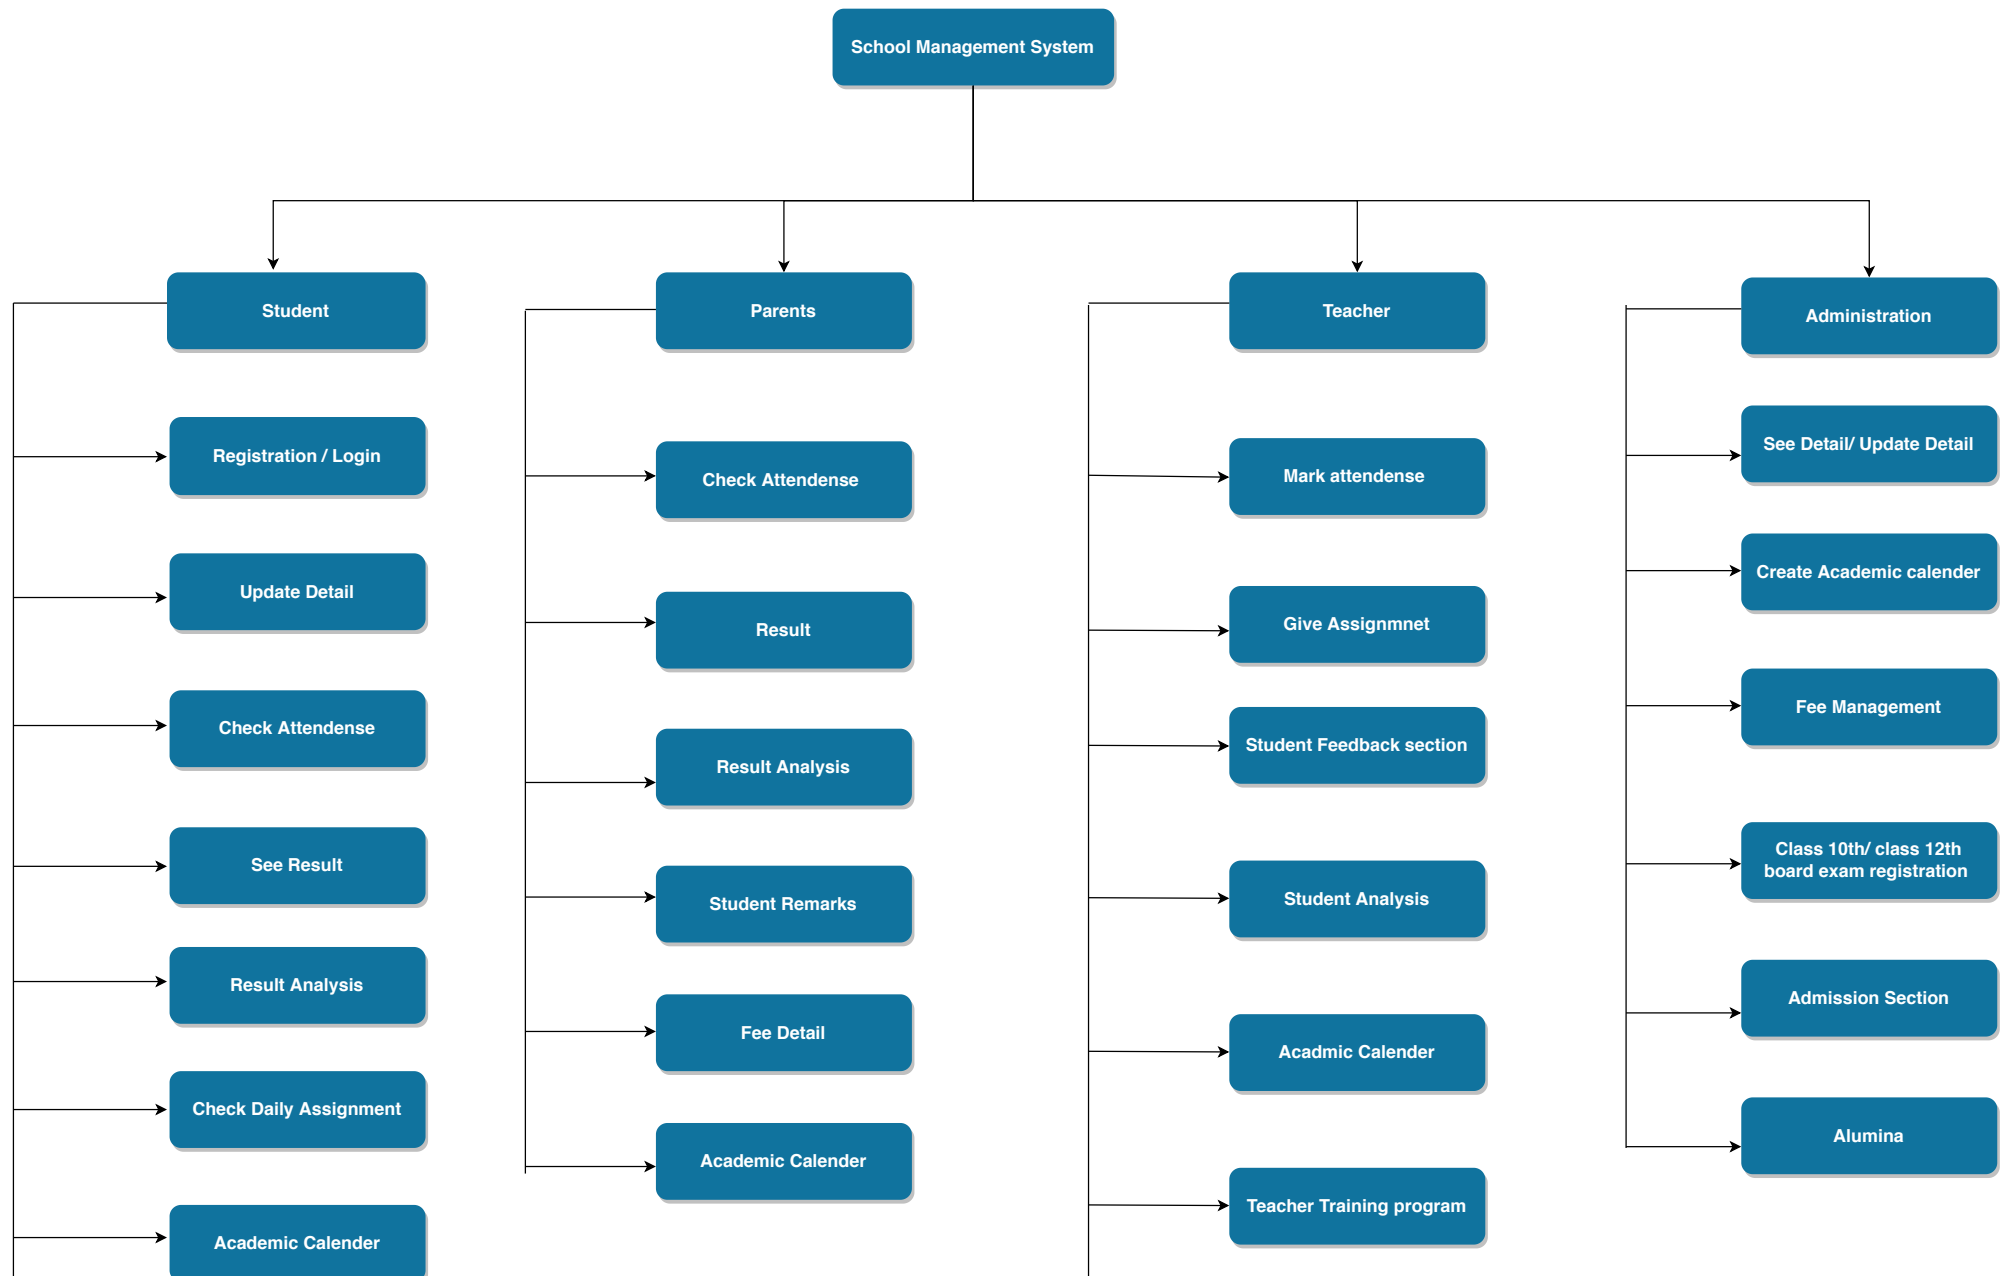 School Management System
Student
Parents
Teacher
Administration
Registration / Login
Update Detail
Check Attendense
See Result
Result Analysis
Check Daily Assignment
Academic Calender
Check Attendense
Result
Result Analysis
Student Remarks
Fee Detail
Academic Calender
Mark attendense
Give Assignmnet
Student Feedback section
Student Analysis
Acadmic Calender
Teacher Training program
See Detail/ Update Detail
Create Academic calender
Fee Management
Class 10th/ class 12th
board exam registration
Admission Section
Alumina